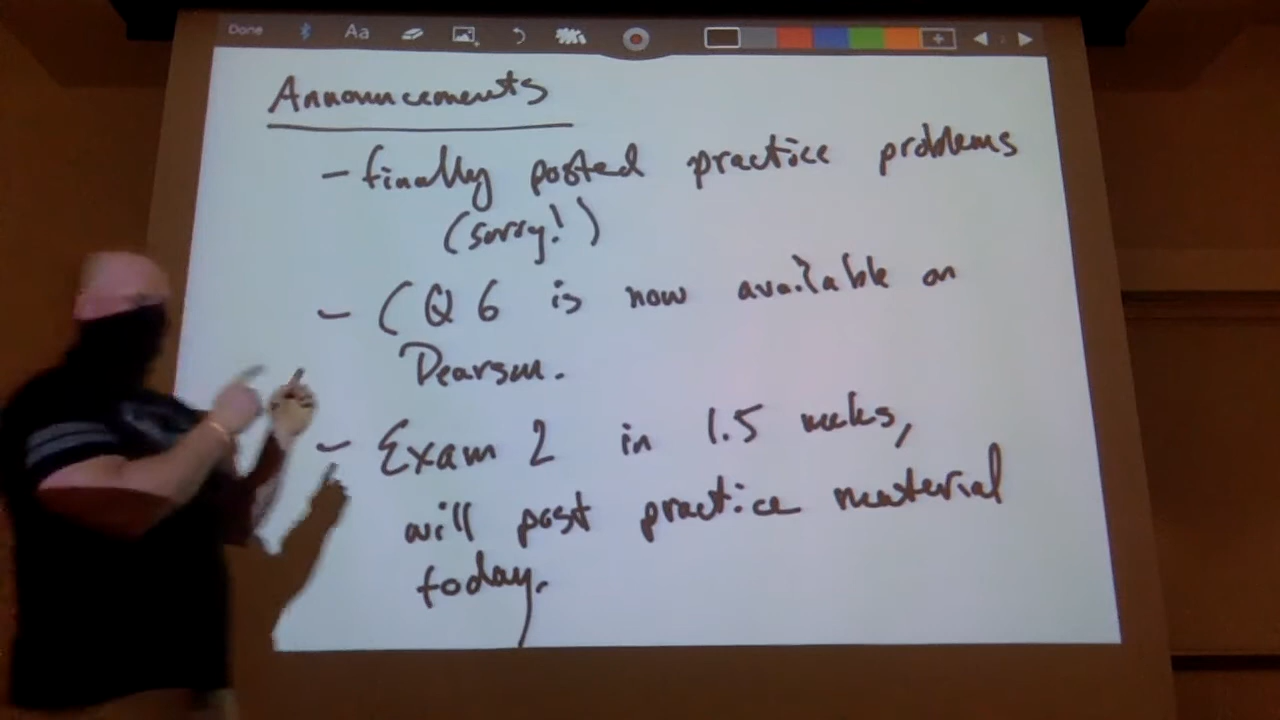 Done Aa
Announcements
- finally posted practice problems
(sorry!)
- CQ 6 is now available on
Pearson.
- Exam 2 in 1.5 weeks,
will post practice material
today.